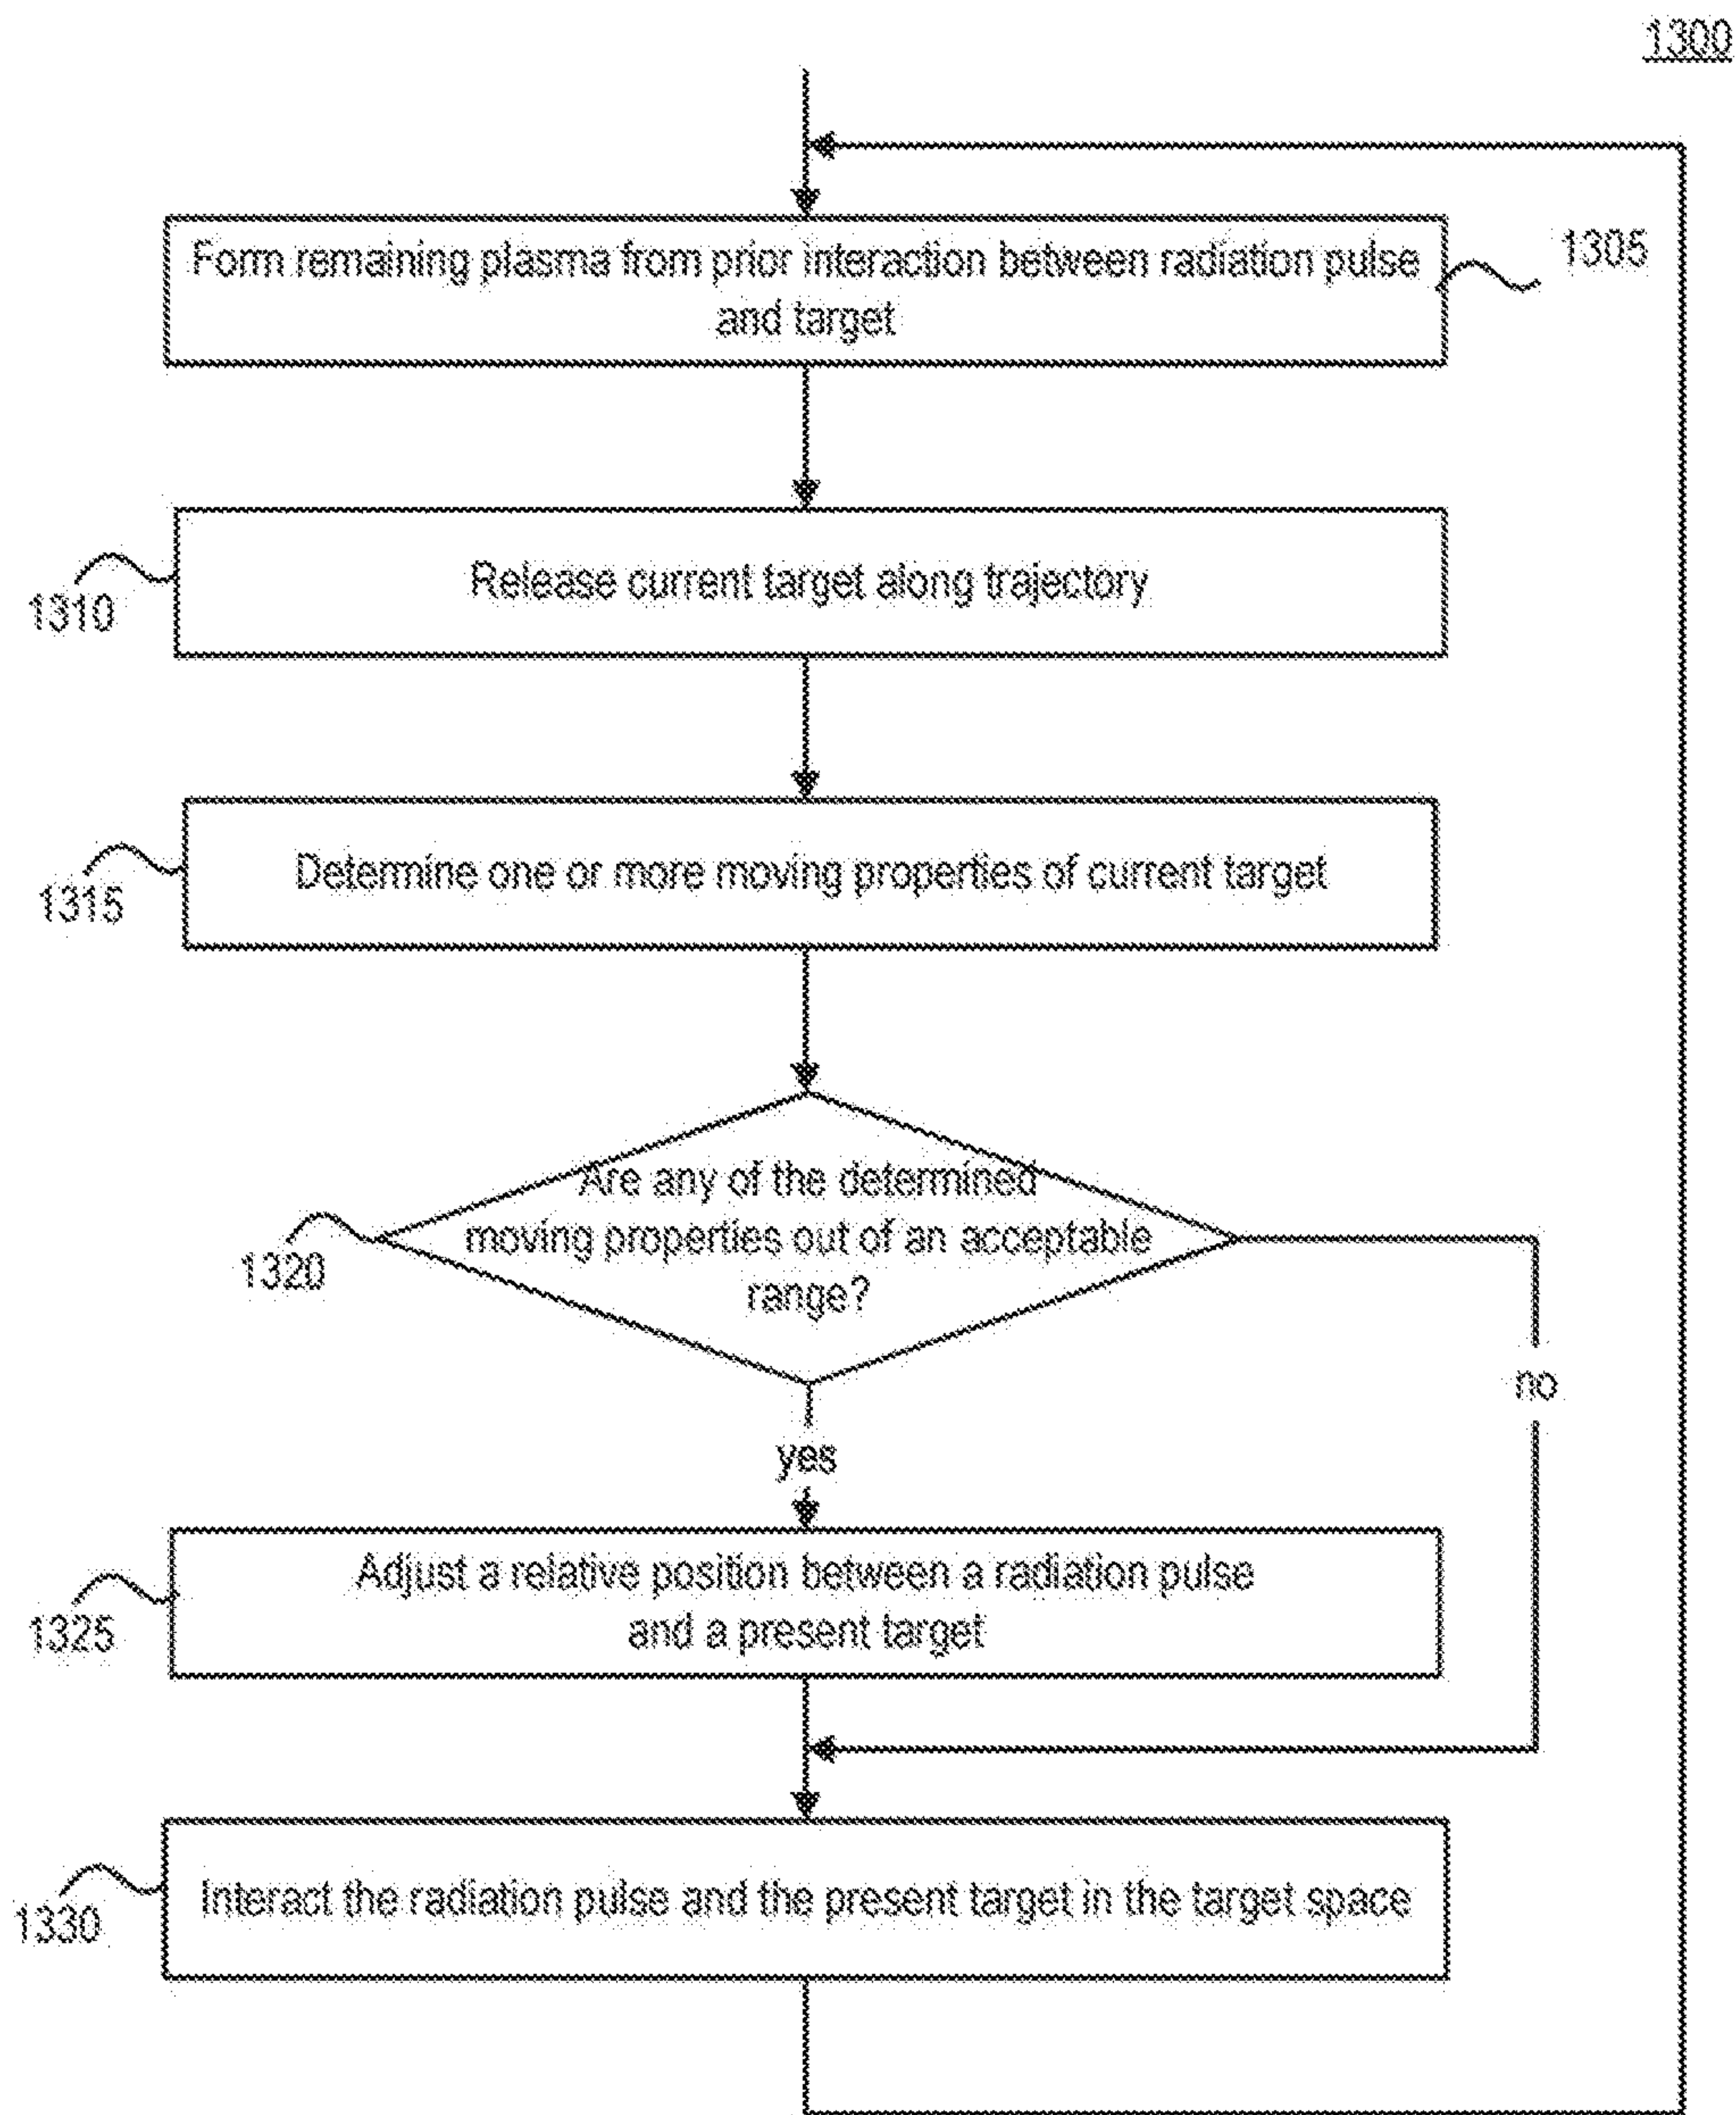 1300
Form remaining plasma from prior interaction between radiation pulse
and target
1305
Release current target along trajectory
1310
Determine one or more moving properties of current target
1315
Are any of the determined
moving properties out of an acceptable
range?
1320
no
yes
Adjust a relative position between a radiation pulse
and a present target
1325
Interact the radiation pulse and the present target in the target space
1330